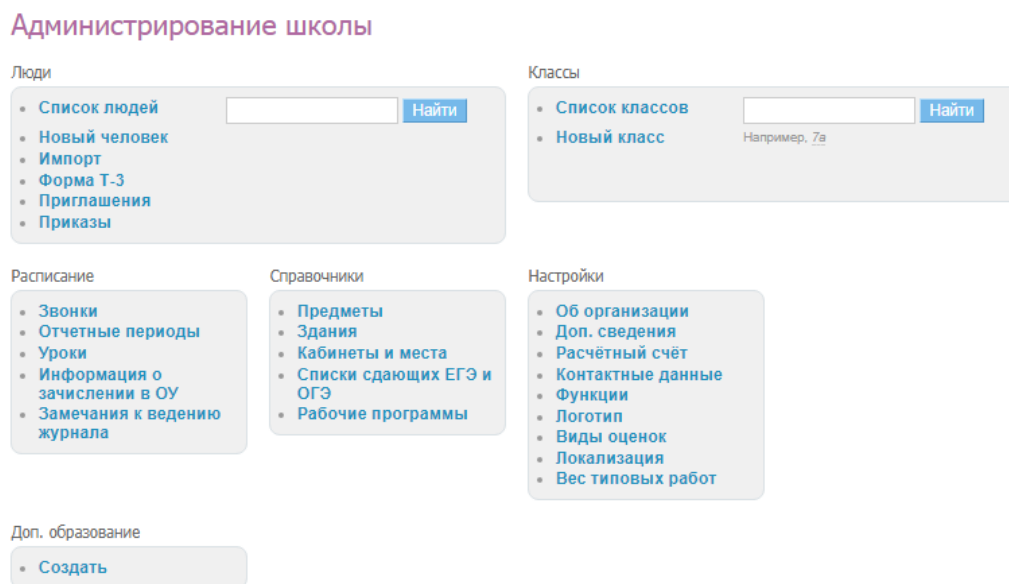 Администрирование школы
Люди
Список людей
Найти
Новый человек
Импорт
Форма Т-3
Приглашения
Приказы
Классы
Список классов
Найти
Новый класс
Например, 7а
Расписание
Звонки
Отчетные периоды
Уроки
Информация о
зачислении в ОУ
Замечания к ведению
журнала
Справочники
Предметы
Здания
Кабинеты и места
Списки сдающих ЕГЭ и
ОГЭ
Рабочие программы
Настройки
Об организации
Доп. сведения
Расчётный счёт
Контактные данные
Функции
Логотип
Виды оценок
Локализация
Вес типовых работ
Доп. образование
Создать